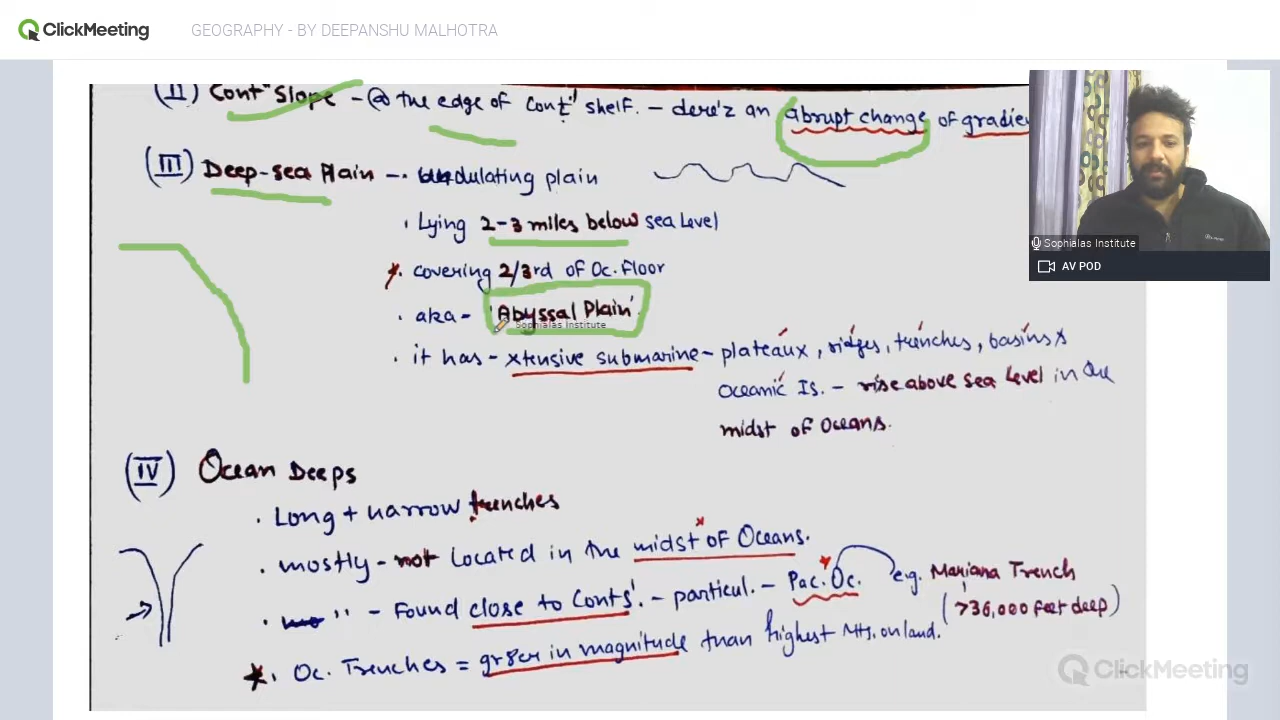 ClickMeeting
GEOGRAPHY - BY DEEPANSHU MALHOTRA
(II) Contⁿ Slope - @ the edge of Contˡ shelf. - dere'z an abrupt change of gradie
(III) Deep-sea Plain - · undulating plain
· Lying 2-3 miles below sea level
* covering 2/3rd of Oc. floor
· aka - 'Abyssal Plain'
Sophialas Institute
· it has - xtensive submarine - plateaux, ridges, trenches, basins &
Oceanic Is. - rise above sea level in the
midst of Oceans.
(IV) Ocean Deeps
· Long + narrow trenches
· mostly - not located in the midst of Oceans.
· " - Found close to Conts'. - particul. - Pac. Oc. e.g. Mariana Trench
(>36,000 feet deep)
* · Oc. Trenches = gr8er in magnitude than highest Mts. on land.
Sophialas Institute
AV POD
ClickMeeting